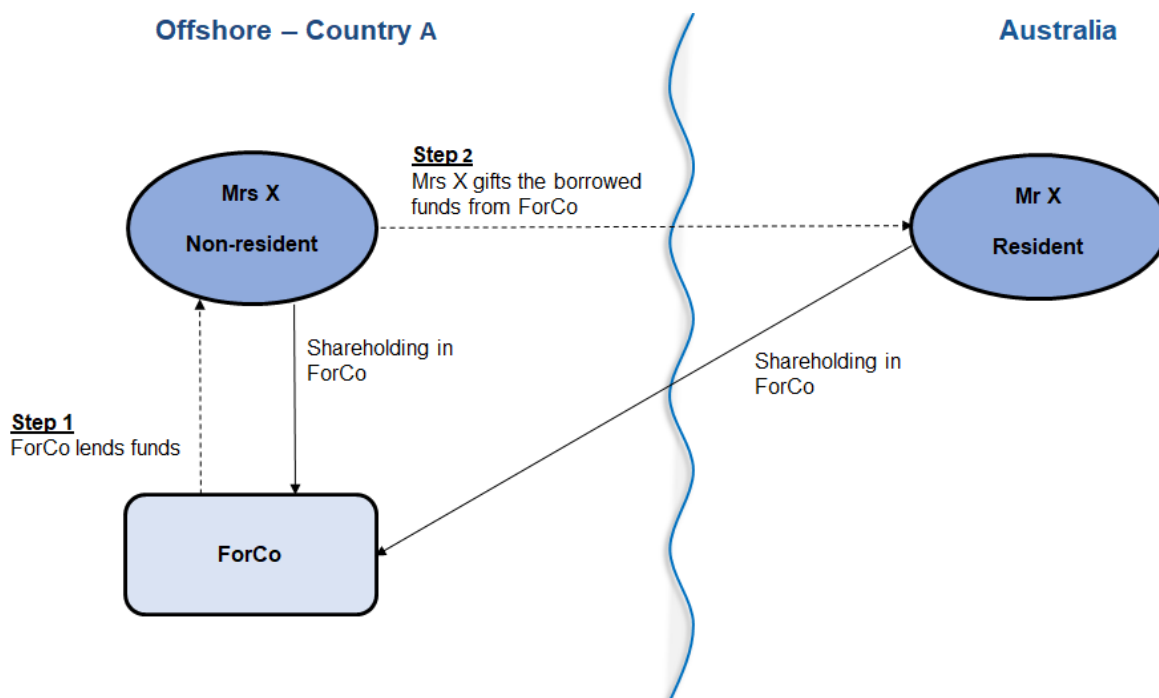 Offshore – Country A
Australia
Step 2
Mrs X gifts the borrowed
funds from ForCo
Mrs X
Non-resident
Mr X
Resident
Shareholding in
ForCo
Shareholding in
ForCo
Step 1
ForCo lends funds
ForCo